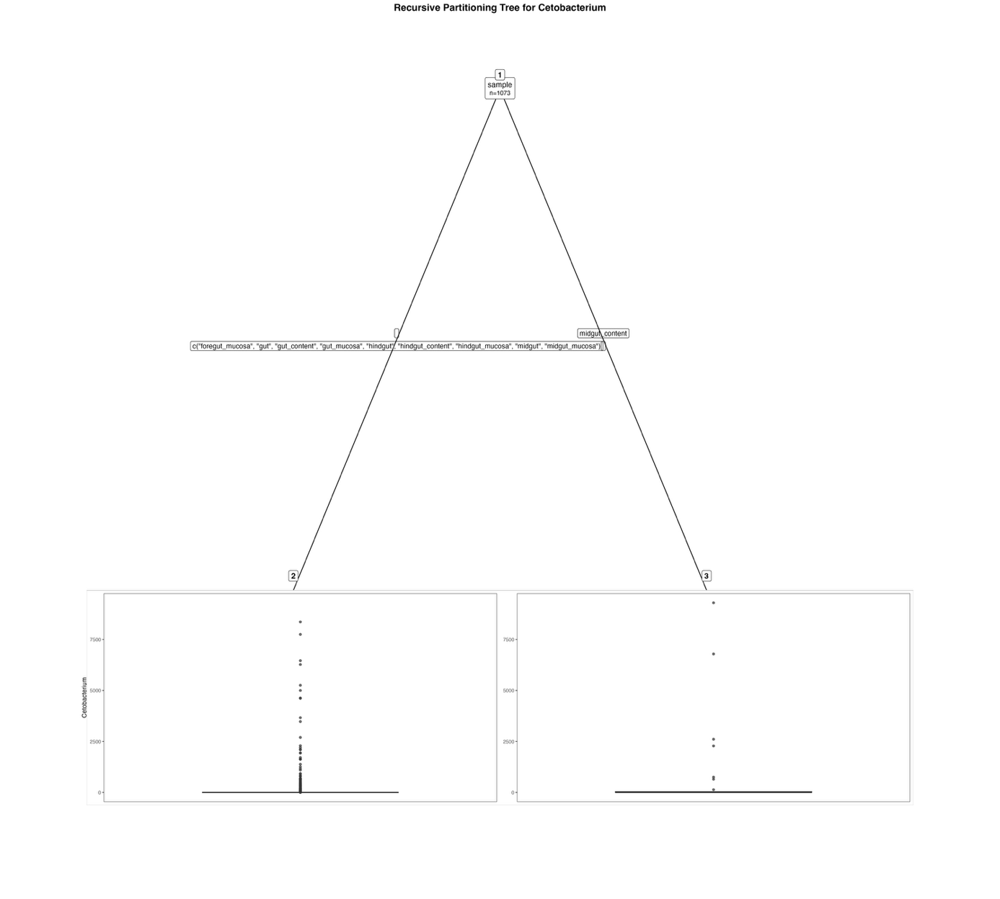 Recursive Partitioning Tree for Cetobacterium
1
sample
n=1073
midgut_content
c("foregut_mucosa", "gut", "gut_content", "gut_mucosa", "hindgut", "hindgut_content", "hindgut_mucosa", "midgut", "midgut_mucosa")
2
3
Cetobacterium
7500
5000
2500
0
7500
5000
2500
0